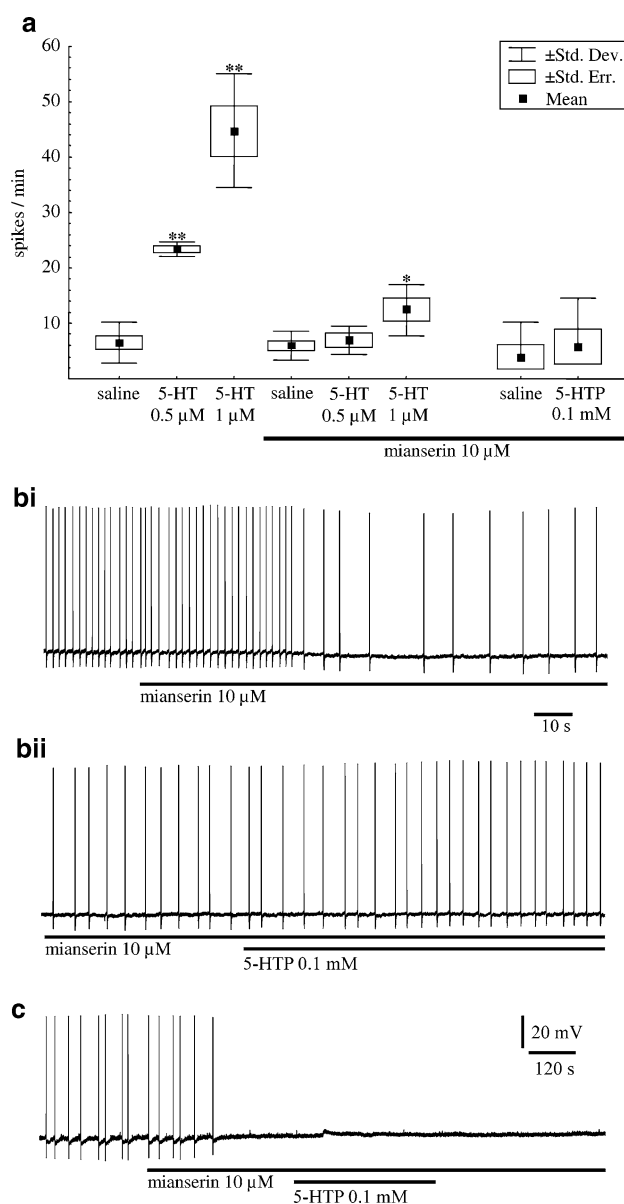 a
60
50
40
30
20
10
spikes / min
±Std. Dev.
±Std. Err.
Mean
**
**
*
saline 5-HT 5-HT saline 5-HT 5-HT saline 5-HTP
0.5 µM 1 µM 0.5 µM 1 µM 0.1 mM
mianserin 10 µM
bi
mianserin 10 µM
10 s
bii
mianserin 10 µM
5-HTP 0.1 mM
c
20 mV
120 s
mianserin 10 µM
5-HTP 0.1 mM